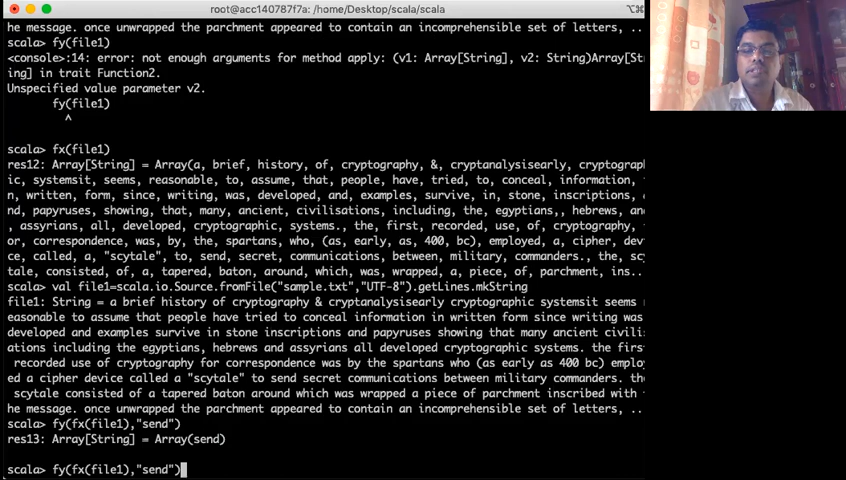 root@acc140787f7a: /home/Desktop/scala/scala
he message. once unwrapped the parchment appeared to contain an incomprehensible set of letters, ...
scala> fy(file1)
<console>:14: error: not enough arguments for method apply: (v1: Array[String], v2: String)Array[St
ing] in trait Function2.
Unspecified value parameter v2.
fy(file1)
^
scala> fx(file1)
res12: Array[String] = Array(a, brief, history, of, cryptography, &, cryptanalysisearly, cryptograp
ic, systemsit, seems, reasonable, to, assume, that, people, have, tried, to, conceal, information,
n, written, form, since, writing, was, developed, and, examples, survive, in, stone, inscriptions,
nd, papyruses, showing, that, many, ancient, civilisations, including, the, egyptians,, hebrews, an
, assyrians, all, developed, cryptographic, systems., the, first, recorded, use, of, cryptography,
or, correspondence, was, by, the, spartans, who, (as, early, as, 400, bc), employed, a, cipher, dev
ce, called, a, "scytale", to, send, secret, communications, between, military, commanders., the, sc
tale, consisted, of, a, tapered, baton, around, which, was, wrapped, a, piece, of, parchment, ins..
scala> val file1=scala.io.Source.fromFile("sample.txt","UTF-8").getLines.mkString
file1: String = a brief history of cryptography & cryptanalysisearly cryptographic systemsit seems
easonable to assume that people have tried to conceal information in written form since writing was
developed and examples survive in stone inscriptions and papyruses showing that many ancient civili
ations including the egyptians, hebrews and assyrians all developed cryptographic systems. the firs
recorded use of cryptography for correspondence was by the spartans who (as early as 400 bc) emplo
ed a cipher device called a "scytale" to send secret communications between military commanders. th
scytale consisted of a tapered baton around which was wrapped a piece of parchment inscribed with
he message. once unwrapped the parchment appeared to contain an incomprehensible set of letters, ..
scala> fy(fx(file1),"send")
res13: Array[String] = Array(send)
scala> fy(fx(file1),"send")